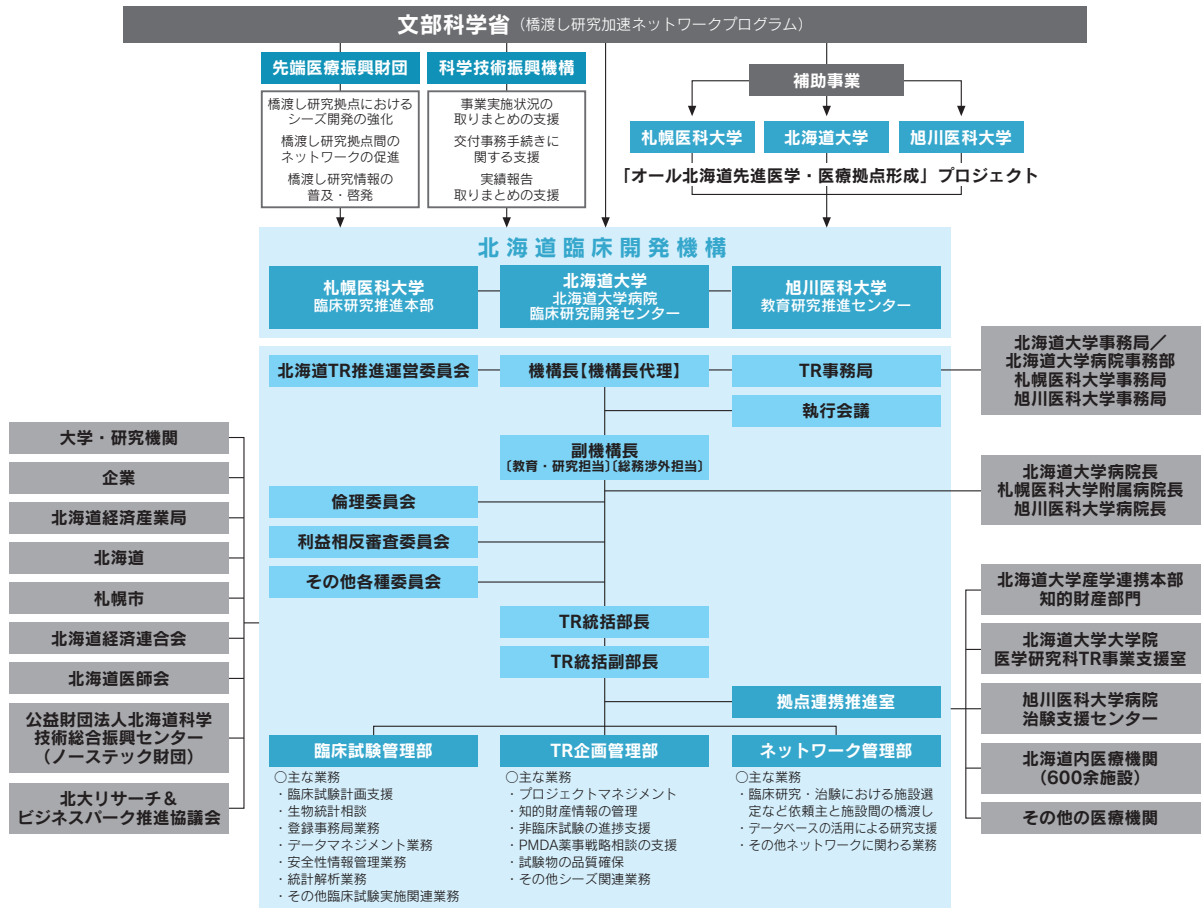 文部科学省（橋渡し研究加速ネットワークプログラム）
先端医療振興財団
橋渡し研究拠点における
シーズ開発の強化
橋渡し研究拠点間の
ネットワークの促進
橋渡し研究情報の
普及・啓発
科学技術振興機構
事業実施状況の
取りまとめの支援
交付事務手続きに
関する支援
実績報告
取りまとめの支援
補助事業
札幌医科大学
北海道大学
旭川医科大学
「オール北海道先進医学・医療拠点形成」プロジェクト
北海道臨床開発機構
札幌医科大学
臨床研究推進本部
北海道大学
北海道大学病院
臨床研究開発センター
旭川医科大学
教育研究推進センター
北海道TR推進運営委員会
機構長【機構長代理】
TR事務局
執行会議
副機構長
〔教育・研究担当〕〔総務渉外担当〕
倫理委員会
利益相反審査委員会
その他各種委員会
TR統括部長
TR統括副部長
拠点連携推進室
臨床試験管理部
○主な業務
・臨床試験計画支援
・生物統計相談
・登録事務局業務
・データマネジメント業務
・安全性情報管理業務
・統計解析業務
・その他臨床試験実施関連業務
TR企画管理部
○主な業務
・プロジェクトマネジメント
・知的財産情報の管理
・非臨床試験の進捗支援
・PMDA薬事戦略相談の支援
・試験物の品質確保
・その他シーズ関連業務
ネットワーク管理部
○主な業務
・臨床研究・治験における施設選
定など依頼主と施設間の橋渡し
・データベースの活用による研究支援
・その他ネットワークに関わる業務
大学・研究機関
企業
北海道経済産業局
北海道
札幌市
北海道経済連合会
北海道医師会
公益財団法人北海道科学
技術総合振興センター
（ノーステック財団）
北大リサーチ＆
ビジネスパーク推進協議会
北海道大学事務局／
北海道大学病院事務部
札幌医科大学事務局
旭川医科大学事務局
北海道大学病院長
札幌医科大学附属病院長
旭川医科大学病院長
北海道大学産学連携本部
知的財産部門
北海道大学大学院
医学研究科TR事業支援室
旭川医科大学病院
治験支援センター
北海道内医療機関
（600余施設）
その他の医療機関